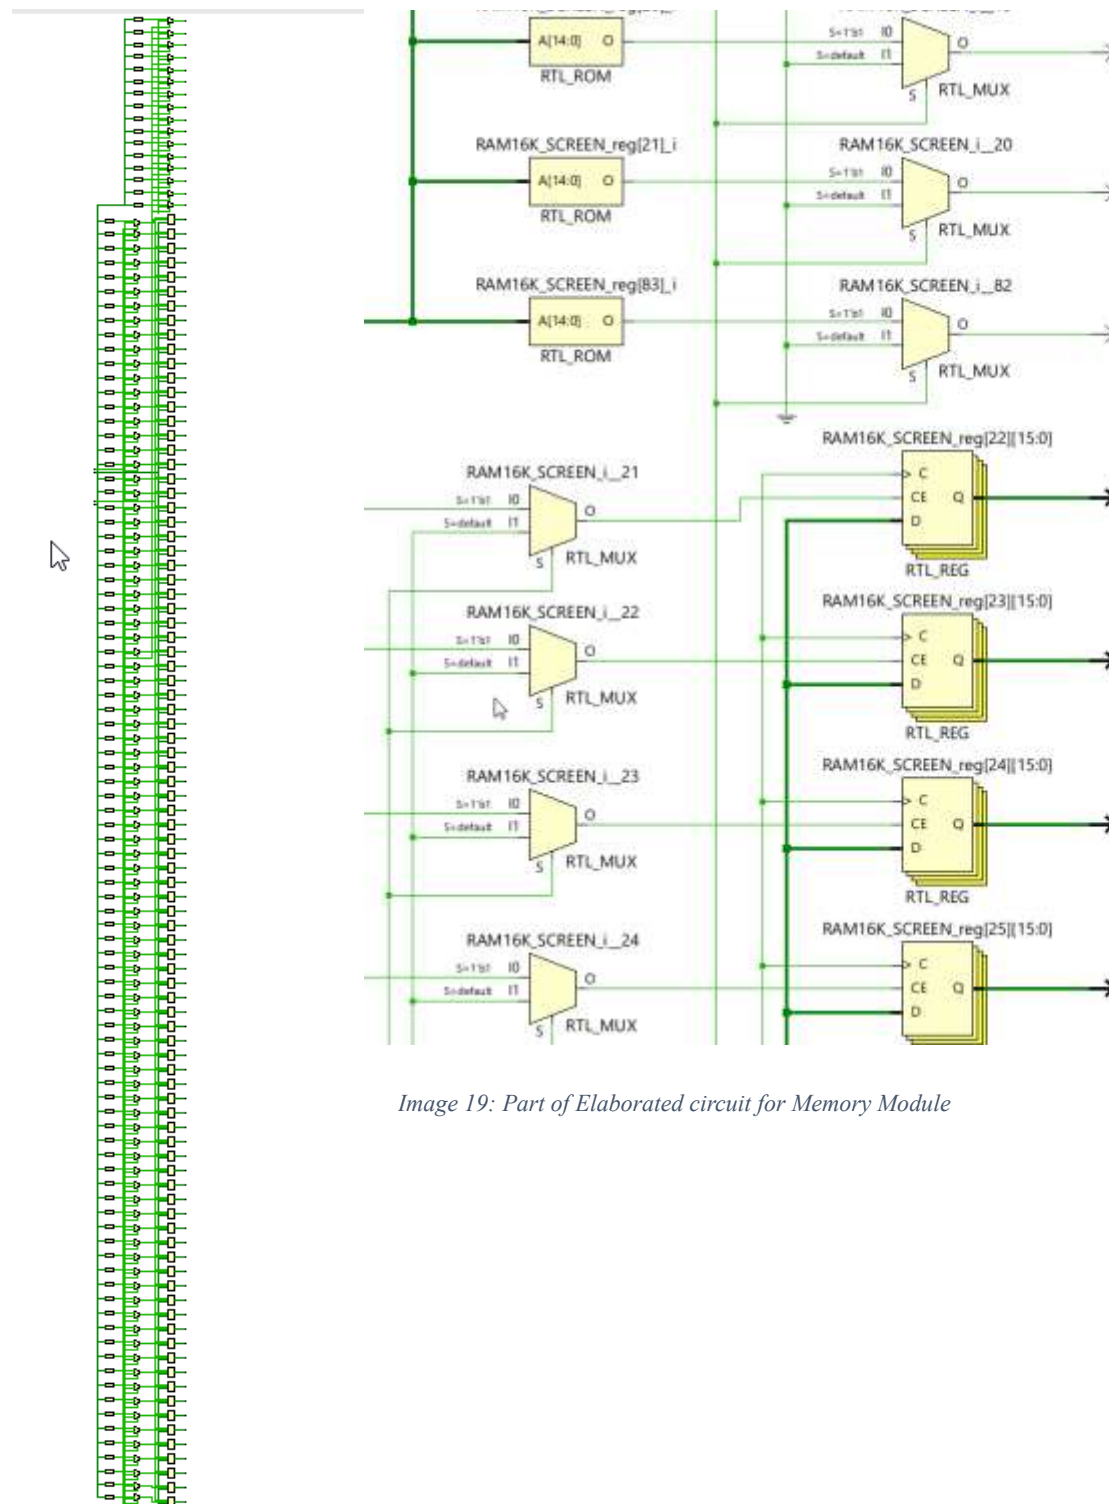 A[14:0] O
RTL_ROM
S=1'b1 I0
S=default I1
O
S
RTL_MUX
RAM16K_SCREEN_reg[21]_i
A[14:0] O
RTL_ROM
RAM16K_SCREEN_i__20
S=1'b1 I0
S=default I1
O
S
RTL_MUX
RAM16K_SCREEN_reg[83]_i
A[14:0] O
RTL_ROM
RAM16K_SCREEN_i__82
S=1'b1 I0
S=default I1
O
S
RTL_MUX
RAM16K_SCREEN_i__21
S=1'b1 I0
S=default I1
O
S
RTL_MUX
RAM16K_SCREEN_reg[22][15:0]
C
CE Q
D
RTL_REG
RAM16K_SCREEN_i__22
S=1'b1 I0
S=default I1
O
S
RTL_MUX
RAM16K_SCREEN_reg[23][15:0]
C
CE Q
D
RTL_REG
RAM16K_SCREEN_i__23
S=1'b1 I0
S=default I1
O
S
RTL_MUX
RAM16K_SCREEN_reg[24][15:0]
C
CE Q
D
RTL_REG
RAM16K_SCREEN_i__24
S=1'b1 I0
S=default I1
O
S
RTL_MUX
RAM16K_SCREEN_reg[25][15:0]
C
CE Q
D
Image 19: Part of Elaborated circuit for Memory Module